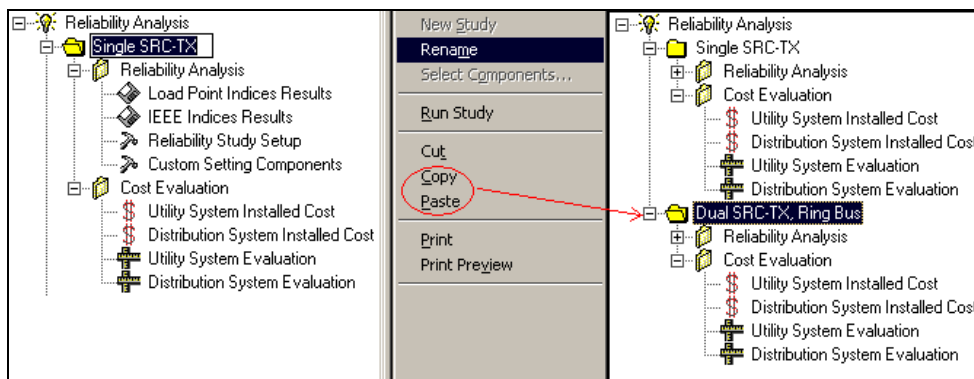 Reliability Analysis
Single SRC-TX
Reliability Analysis
Load Point Indices Results
IEEE Indices Results
Reliability Study Setup
Custom Setting Components
Cost Evaluation
Utility System Installed Cost
Distribution System Installed Cost
Utility System Evaluation
Distribution System Evaluation
New Study
Rename
Select Components...
Run Study
Cut
Copy
Paste
Print
Print Preview
Reliability Analysis
Single SRC-TX
Reliability Analysis
Cost Evaluation
Utility System Installed Cost
Distribution System Installed Cost
Utility System Evaluation
Distribution System Evaluation
Dual SRC-TX, Ring Bus
Reliability Analysis
Cost Evaluation
Utility System Installed Cost
Distribution System Installed Cost
Utility System Evaluation
Distribution System Evaluation